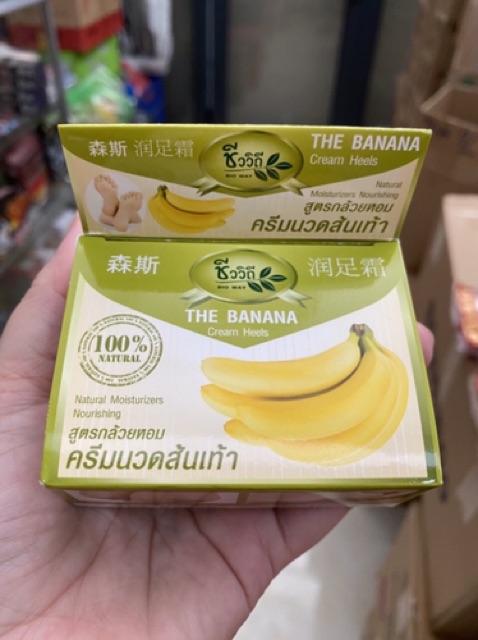 森斯 润足霜
ชีววิถี
BIO WAY
THE BANANA
Cream Heels
Natural
Moisturizers Nourishing
สูตรกล้วยหอม
ครีมนวดส้นเท้า
森斯
ชีววิถี
BIO WAY
润足霜
THE BANANA
Cream Heels
100%
NATURAL
Natural Moisturizers
Nourishing
สูตรกล้วยหอม
ครีมนวดส้นเท้า